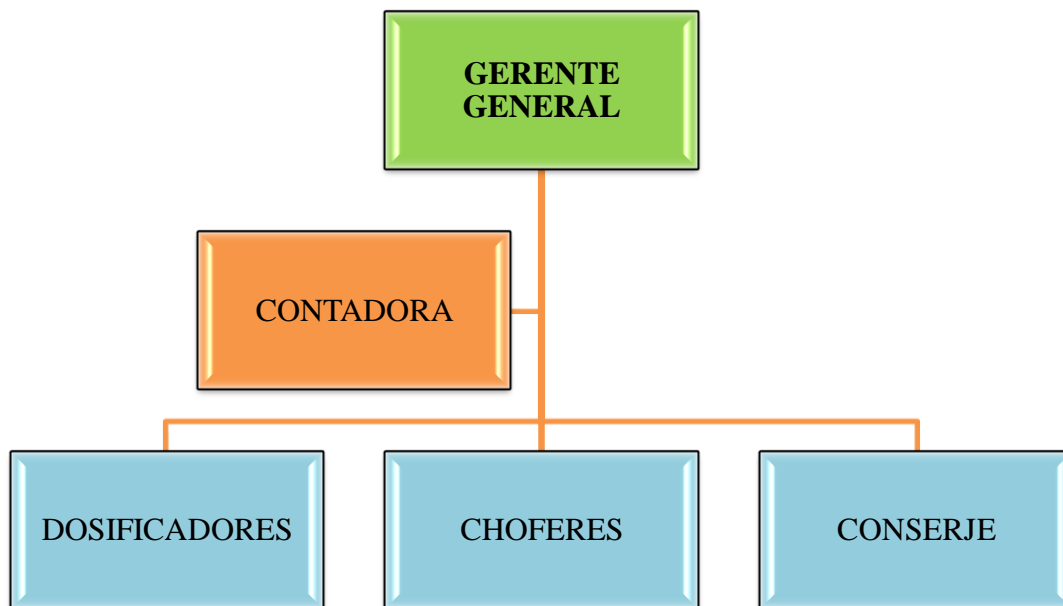 GERENTE
GENERAL
CONTADORA
DOSIFICADORES
CHOFERES
CONSERJE